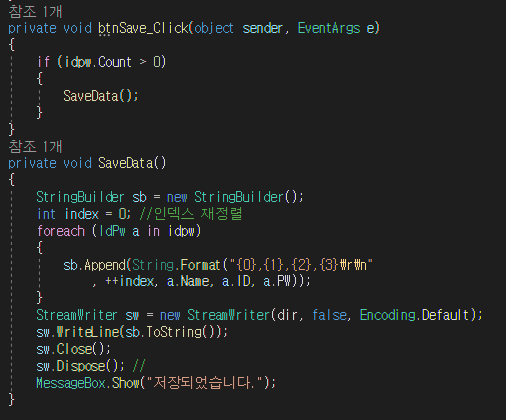 참조 1개
private void btnSave_Click(object sender, EventArgs e)
{
if (idpw.Count > 0)
{
SaveData();
}
}
참조 1개
private void SaveData()
{
StringBuilder sb = new StringBuilder();
int index = 0; //인덱스 재정렬
foreach (IdPw a in idpw)
{
sb.Append(String.Format("{0},{1},{2},{3}₩r₩n"
, ++index, a.Name, a.ID, a.PW));
}
StreamWriter sw = new StreamWriter(dir, false, Encoding.Default);
sw.WriteLine(sb.ToString());
sw.Close();
sw.Dispose(); //
MessageBox.Show("저장되었습니다.");
}